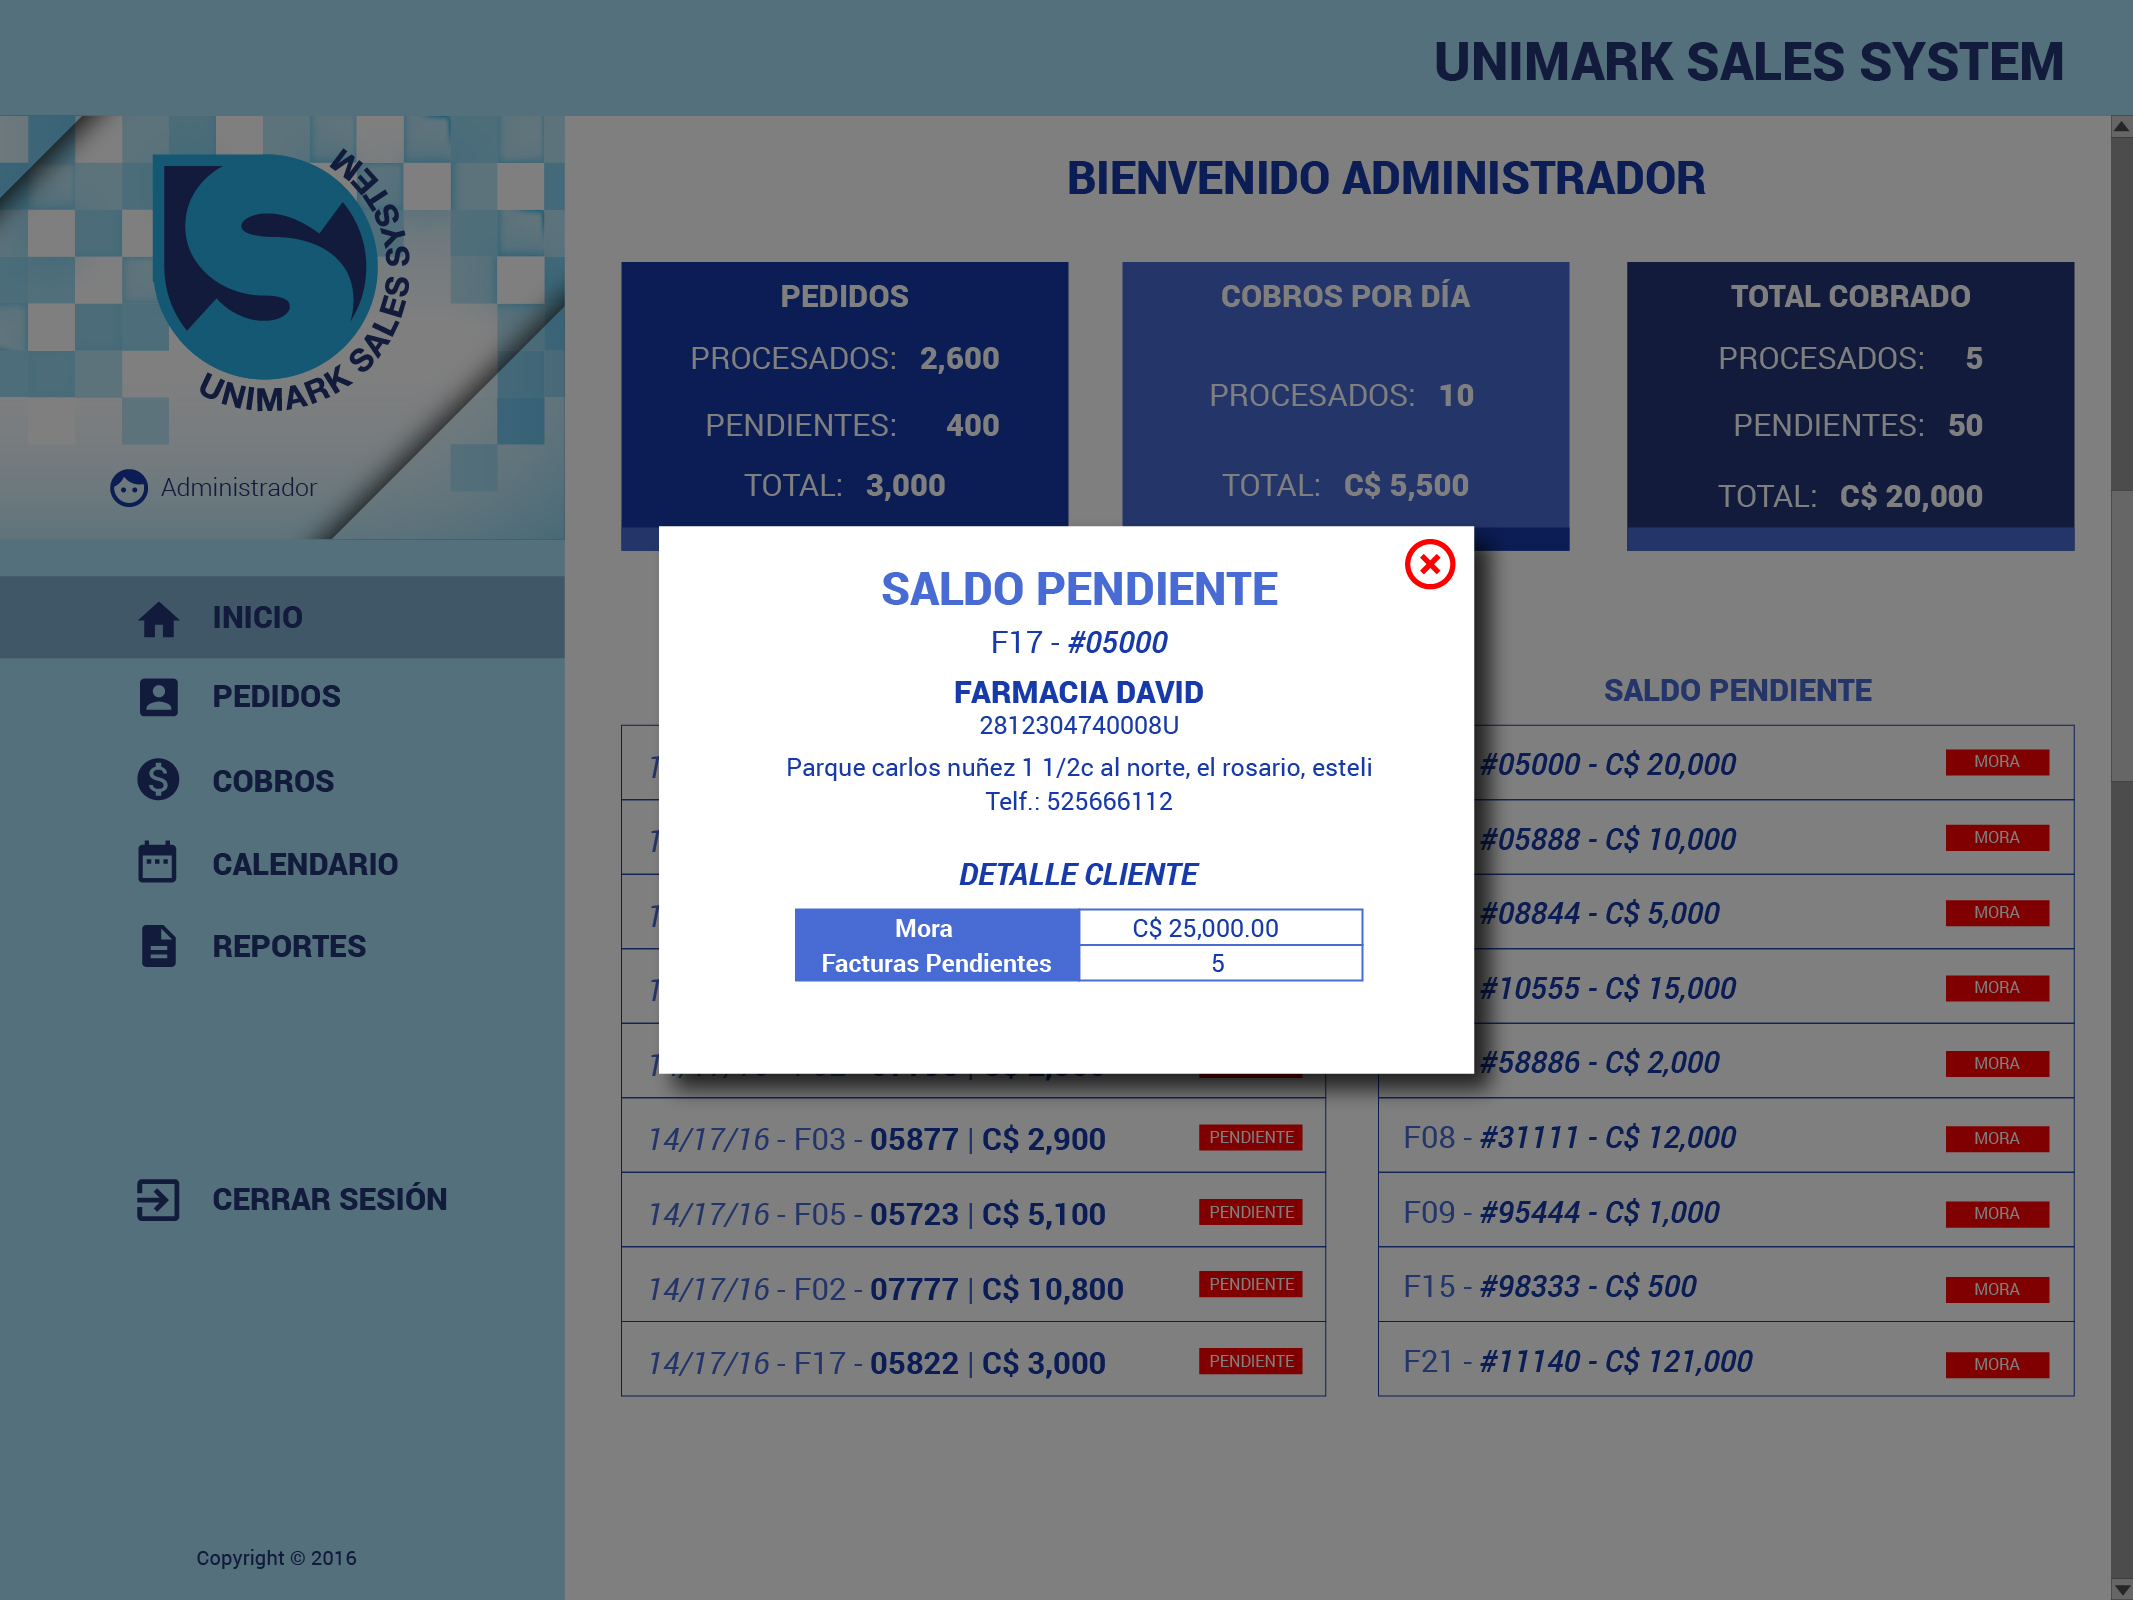 UNIMARK SALES SYSTEM
UNIMARK SALES SYSTEM
Administrador
INICIO
PEDIDOS
COBROS
CALENDARIO
REPORTES
CERRAR SESIÓN
Copyright © 2016
BIENVENIDO ADMINISTRADOR
PEDIDOS
PROCESADOS: 2,600
PENDIENTES: 400
TOTAL: 3,000
COBROS POR DÍA
PROCESADOS: 10
TOTAL: C$ 5,500
TOTAL COBRADO
PROCESADOS: 5
PENDIENTES: 50
TOTAL: C$ 20,000
SALDO PENDIENTE
F17 - #05000
FARMACIA DAVID
2812304740008U
Parque carlos nuñez 1 1/2c al norte, el rosario, esteli
Telf.: 525666112
DETALLE CLIENTE
Mora C$ 25,000.00
Facturas Pendientes 5
14/17/16 - F03 - 05877 | C$ 2,900 PENDIENTE
14/17/16 - F05 - 05723 | C$ 5,100 PENDIENTE
14/17/16 - F02 - 07777 | C$ 10,800 PENDIENTE
14/17/16 - F17 - 05822 | C$ 3,000 PENDIENTE
SALDO PENDIENTE
#05000 - C$ 20,000 MORA
#05888 - C$ 10,000 MORA
#08844 - C$ 5,000 MORA
#10555 - C$ 15,000 MORA
#58886 - C$ 2,000 MORA
F08 - #31111 - C$ 12,000 MORA
F09 - #95444 - C$ 1,000 MORA
F15 - #98333 - C$ 500 MORA
F21 - #11140 - C$ 121,000 MORA